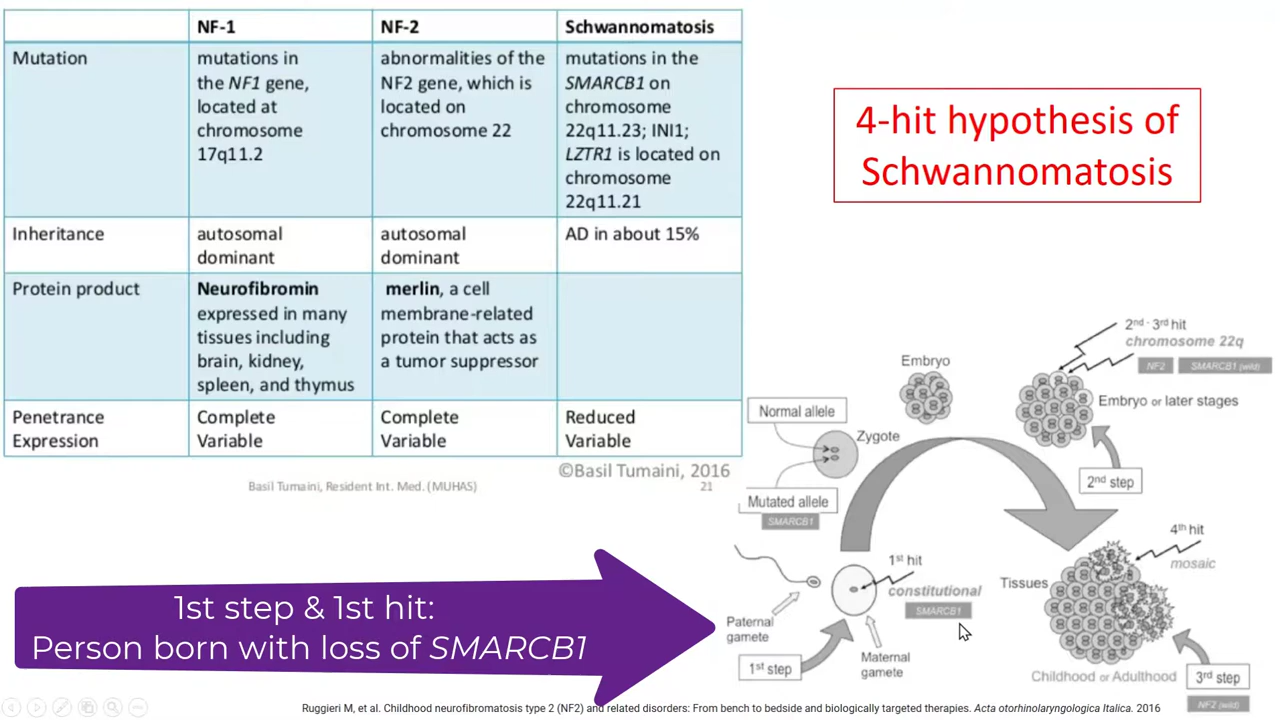 NF-1 NF-2 Schwannomatosis
Mutation
mutations in
the NF1 gene,
located at
chromosome
17q11.2
abnormalities of the
NF2 gene, which is
located on
chromosome 22
mutations in the
SMARCB1 on
chromosome
22q11.23; INI1;
LZTR1 is located on
chromosome
22q11.21
Inheritance
autosomal
dominant
autosomal
dominant
AD in about 15%
Protein product
Neurofibromin
expressed in many
tissues including
brain, kidney,
spleen, and thymus
merlin, a cell
membrane-related
protein that acts as
a tumor suppressor
Penetrance
Expression
Complete
Variable
Complete
Variable
Reduced
Variable
©Basil Tumaini, 2016
Basil Tumaini, Resident Int. Med. (MUHAS)
21
4-hit hypothesis of
Schwannomatosis
2nd - 3rd hit
chromosome 22q
NF2 SMARCB1 (wild)
Embryo
Embryo or later stages
Normal allele
Zygote
Mutated allele
SMARCB1
2nd step
4th hit
mosaic
1st hit
constitutional
SMARCB1
Tissues
Paternal
gamete
1st step
Maternal
gamete
Childhood or Adulthood
3rd step
NF2 (wild)
1st step & 1st hit:
Person born with loss of SMARCB1
Ruggieri M, et al. Childhood neurofibromatosis type 2 (NF2) and related disorders: From bench to bedside and biologically targeted therapies. Acta otorhinolaryngologica Italica. 2016